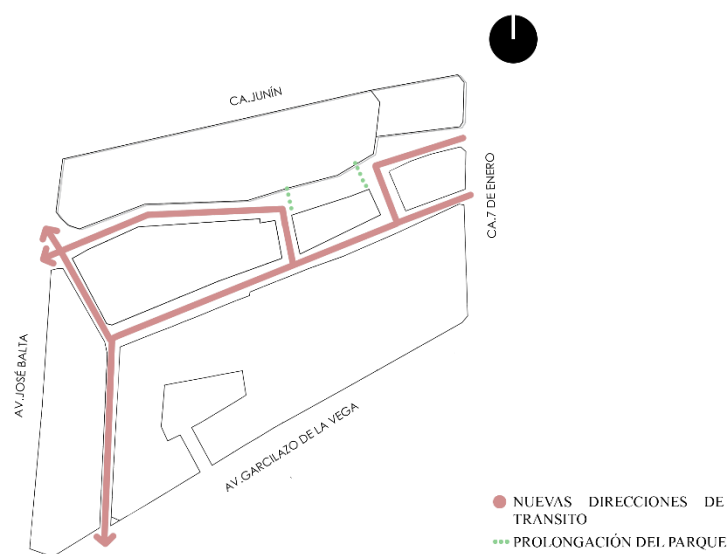 CA.JUNÍN
CA.7 DE ENERO
AV.JOSÉ BALTA
AV.GARCILAZO DE LA VEGA
NUEVAS DIRECCIONES DE
TRANSITO
PROLONGACIÓN DEL PARQUE